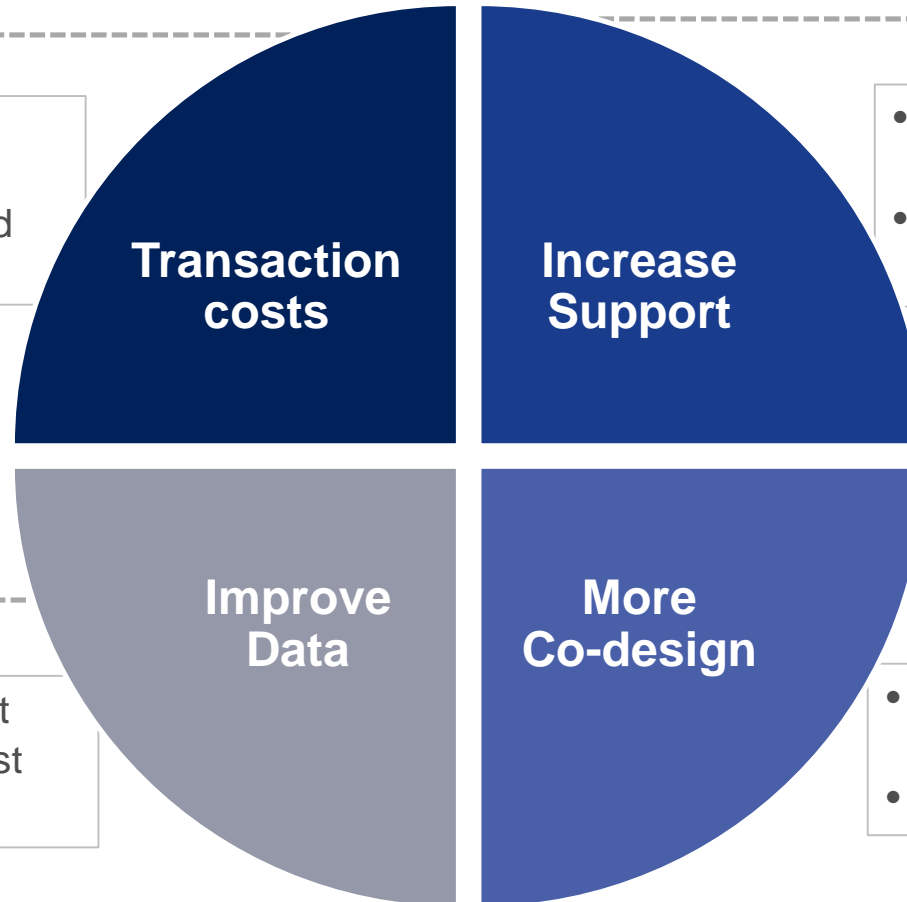 Transaction
costs
Increase
Support
Improve
Data
More
Co-design